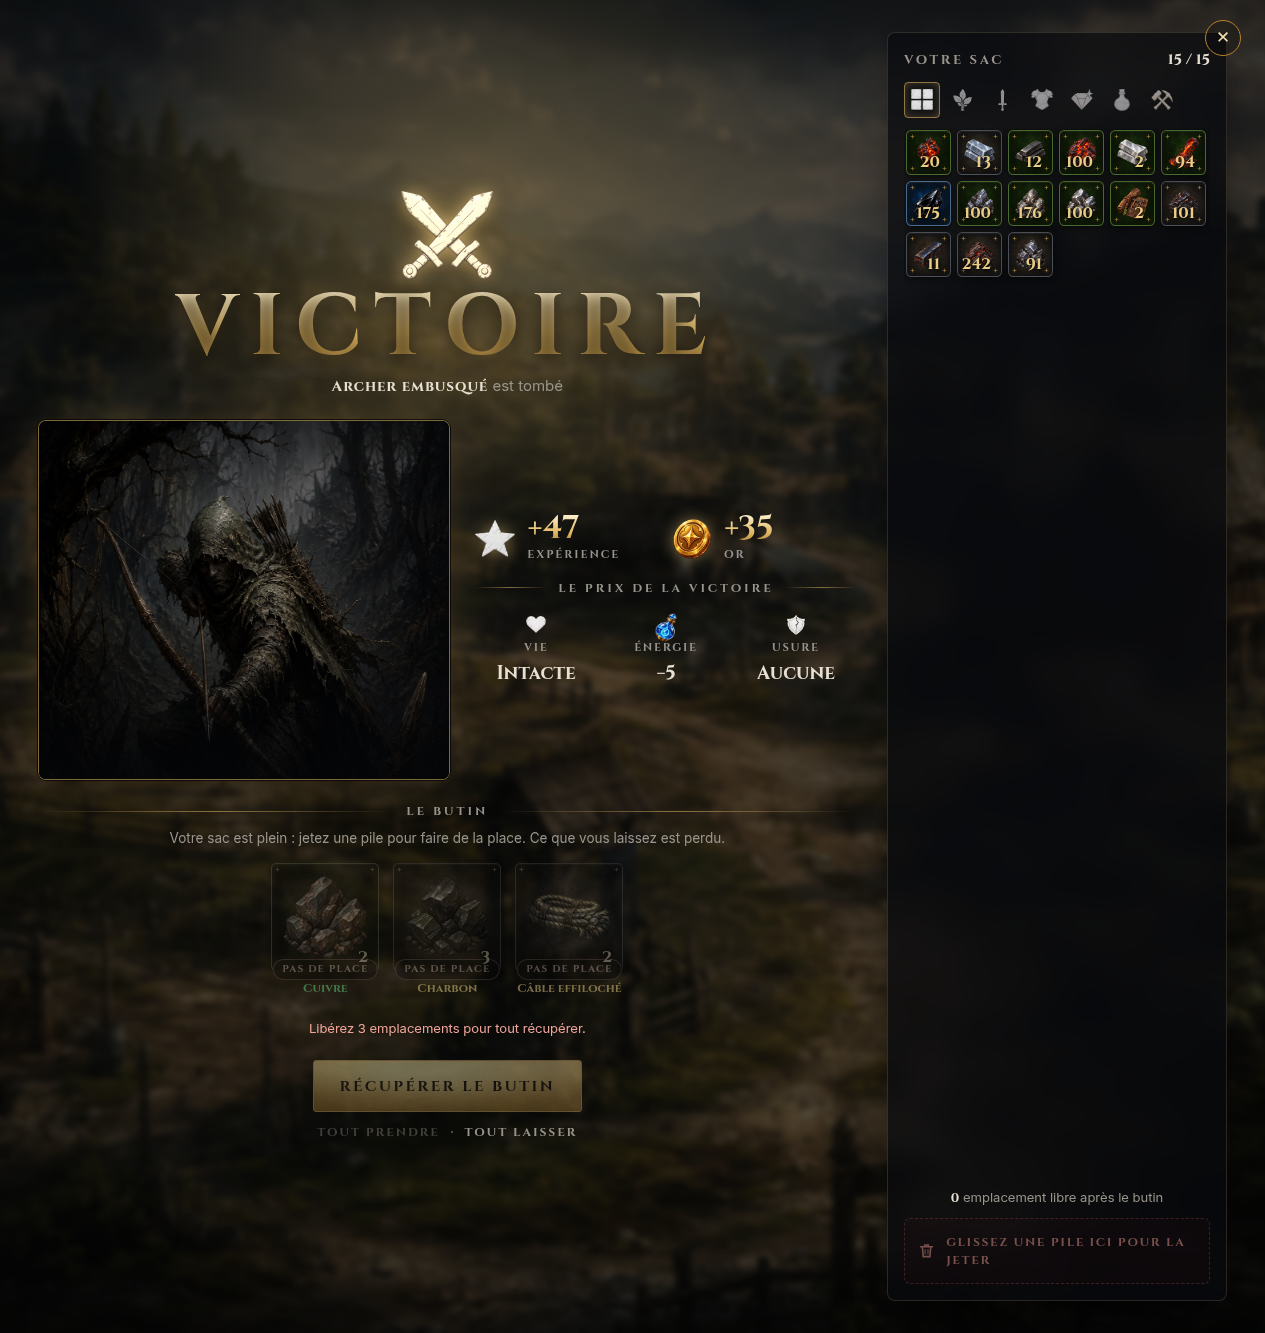 VOTRE SAC
15 / 15
20 13 12 100 2 94
175 100 176 100 2 101
11 242 91
VICTOIRE
Archer embusqué est tombé
+47
EXPÉRIENCE
+35
OR
LE PRIX DE LA VICTOIRE
VIE
Intacte
ÉNERGIE
−5
USURE
Aucune
LE BUTIN
Votre sac est plein : jetez une pile pour faire de la place. Ce que vous laissez est perdu.
2 3 2
PAS DE PLACE PAS DE PLACE PAS DE PLACE
Cuivre Charbon Câble effiloché
Libérez 3 emplacements pour tout récupérer.
RÉCUPÉRER LE BUTIN
TOUT PRENDRE · TOUT LAISSER
0 emplacement libre après le butin
GLISSEZ UNE PILE ICI POUR LA
JETER